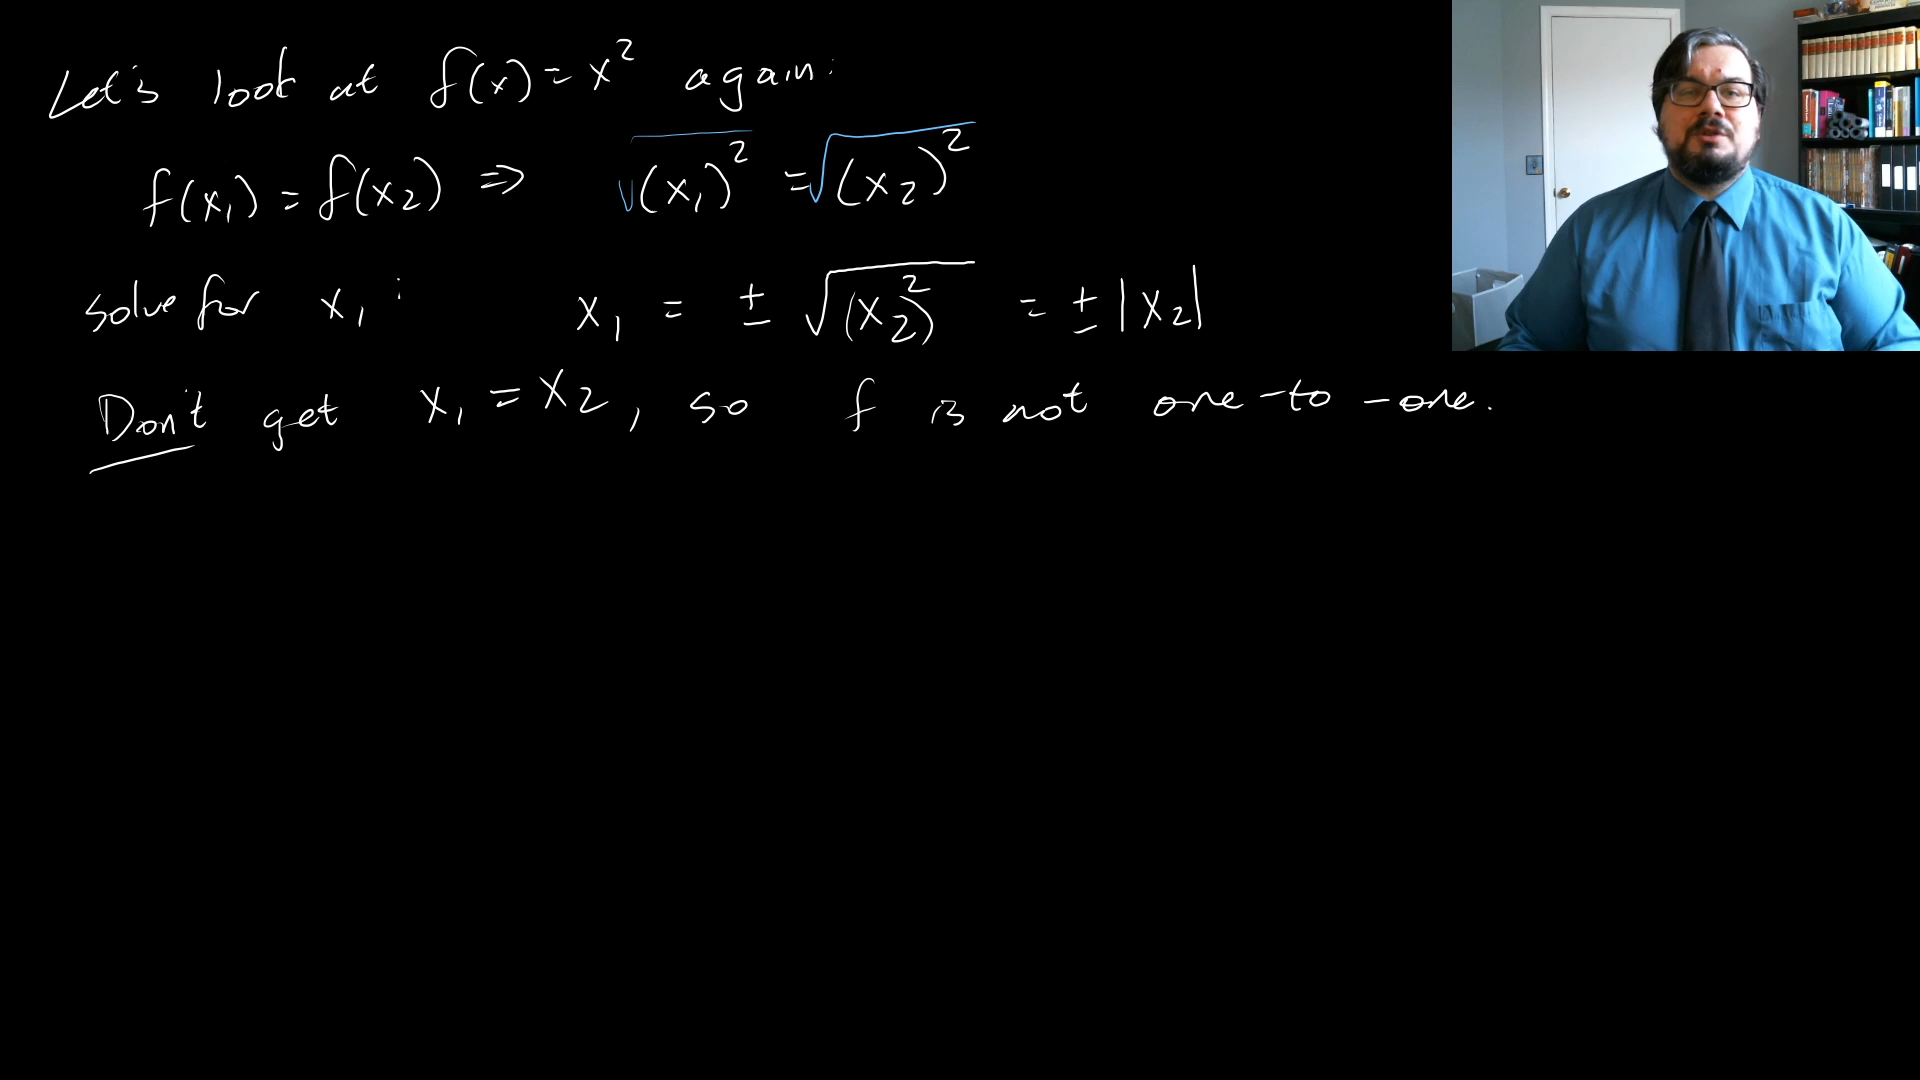 Let's look at f(x) = x² again:
f(x₁) = f(x₂) ⇒ √(x₁)² = √(x₂)²
solve for x₁: x₁ = ± √(x₂)² = ± |x₂|
Don't get x₁ = x₂, so f is not one-to-one.